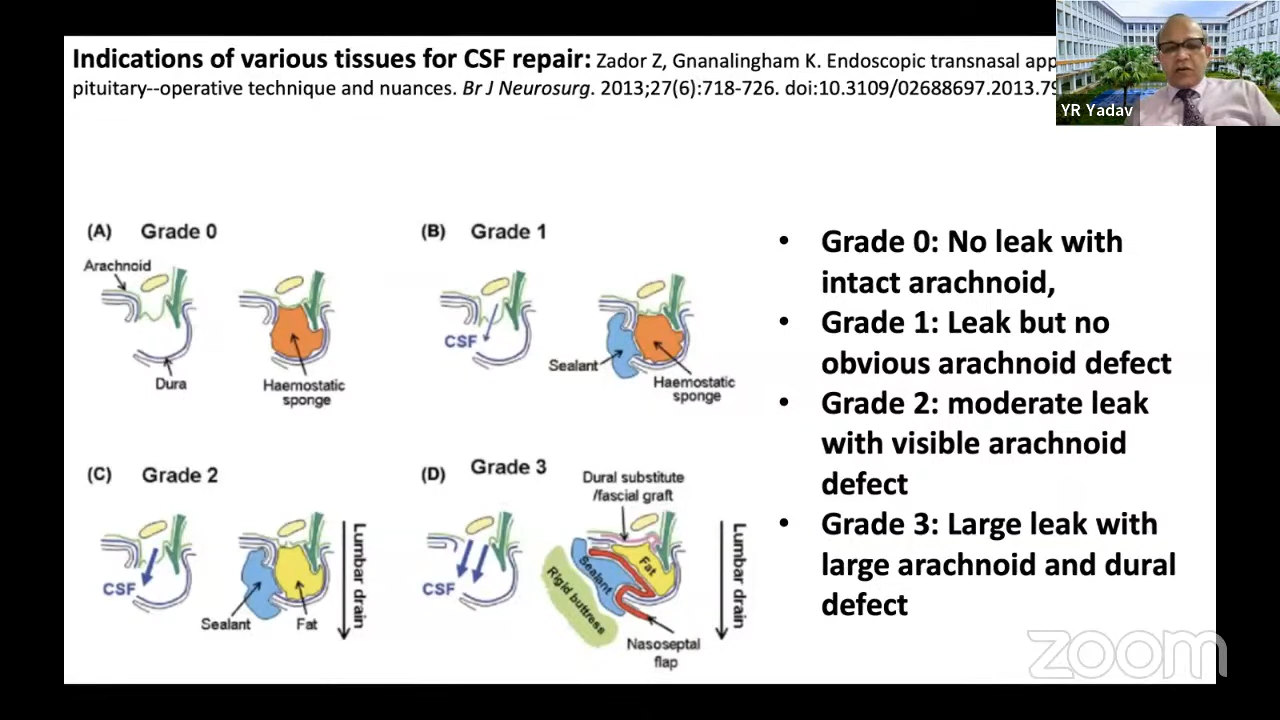 Indications of various tissues for CSF repair: Zador Z, Gnanalingham K. Endoscopic transnasal app
pituitary--operative technique and nuances. Br J Neurosurg. 2013;27(6):718-726. doi:10.3109/02688697.2013.79
YR Yadav
(A) Grade 0
Arachnoid
Dura
Haemostatic
sponge
(B) Grade 1
CSF
Sealant
Haemostatic
sponge
(C) Grade 2
CSF
Sealant
Fat
Lumbar drain
(D) Grade 3
Dural substitute
/fascial graft
CSF
Sealant
Fat
Rigid buttress
Nasoseptal
flap
Lumbar drain
• Grade 0: No leak with
intact arachnoid,
• Grade 1: Leak but no
obvious arachnoid defect
• Grade 2: moderate leak
with visible arachnoid
defect
• Grade 3: Large leak with
large arachnoid and dural
defect
zoom